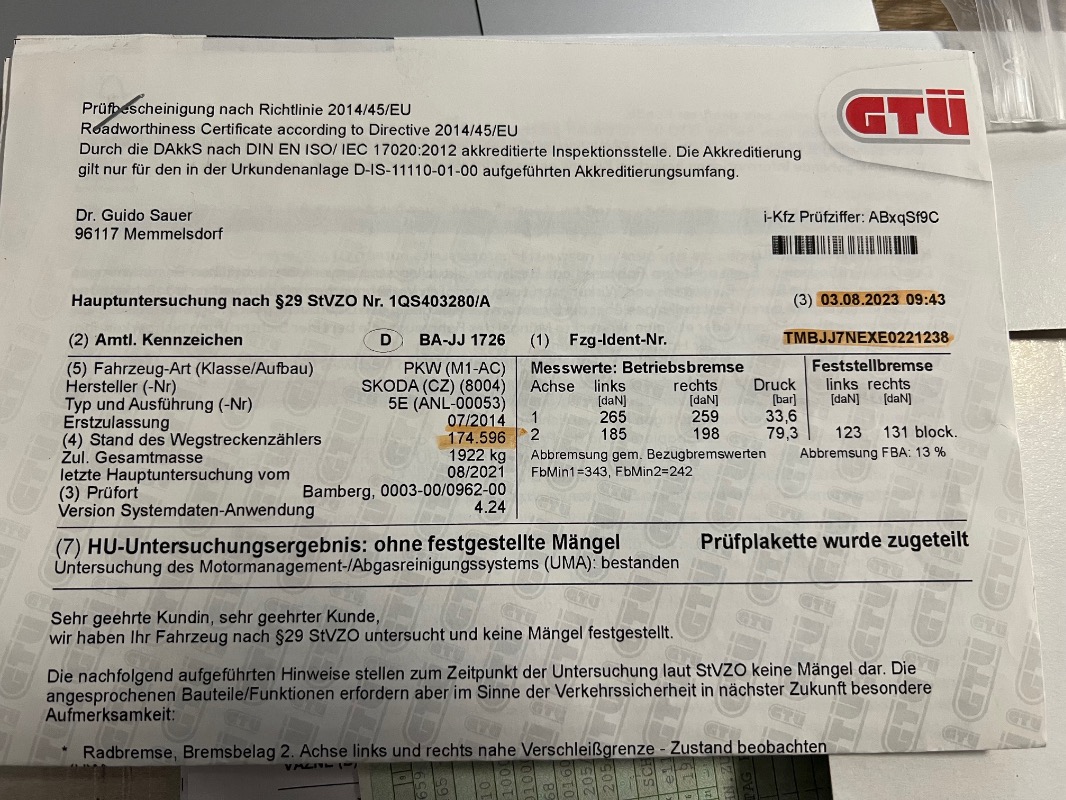 GTÜ
Prüfbescheinigung nach Richtlinie 2014/45/EU
Roadworthiness Certificate according to Directive 2014/45/EU
Durch die DAkkS nach DIN EN ISO/ IEC 17020:2012 akkreditierte Inspektionsstelle. Die Akkreditierung
gilt nur für den in der Urkundenanlage D-IS-11110-01-00 aufgeführten Akkreditierungsumfang.
Dr. Guido Sauer
96117 Memmelsdorf
i-Kfz Prüfziffer: ABxqSf9C
Hauptuntersuchung nach §29 StVZO Nr. 1QS403280/A (3) 03.08.2023 09:43
(2) Amtl. Kennzeichen D BA-JJ 1726 (1) Fzg-Ident-Nr. TMBJJ7NEXE0221238
(5) Fahrzeug-Art (Klasse/Aufbau) PKW (M1-AC)
Hersteller (-Nr) SKODA (CZ) (8004)
Typ und Ausführung (-Nr) 5E (ANL-00053)
Erstzulassung 07/2014
(4) Stand des Wegstreckenzählers 174.596
Zul. Gesamtmasse 1922 kg
letzte Hauptuntersuchung vom 08/2021
(3) Prüfort Bamberg, 0003-00/0962-00
Version Systemdaten-Anwendung 4.24
Messwerte: Betriebsbremse Feststellbremse
Achse links rechts Druck links rechts
[daN] [daN] [bar] [daN] [daN]
1 265 259 33,6
2 185 198 79,3 123 131 block.
Abbremsung gem. Bezugbremswerten Abbremsung FBA: 13 %
FbMin1=343, FbMin2=242
(7) HU-Untersuchungsergebnis: ohne festgestellte Mängel Prüfplakette wurde zugeteilt
Untersuchung des Motormanagement-/Abgasreinigungssystems (UMA): bestanden
Sehr geehrte Kundin, sehr geehrter Kunde,
wir haben Ihr Fahrzeug nach §29 StVZO untersucht und keine Mängel festgestellt.
Die nachfolgend aufgeführten Hinweise stellen zum Zeitpunkt der Untersuchung laut StVZO keine Mängel dar. Die
angesprochenen Bauteile/Funktionen erfordern aber im Sinne der Verkehrssicherheit in nächster Zukunft besondere
Aufmerksamkeit:
* Radbremse, Bremsbelag 2. Achse links und rechts nahe Verschleißgrenze - Zustand beobachten